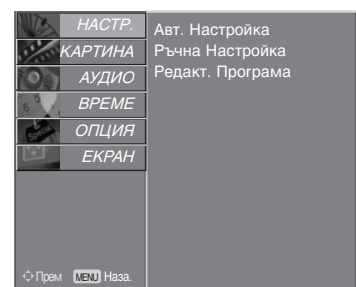 НАСТР.
КАРТИНА
АУДИО
ВРЕМЕ
ОПЦИЯ
ЕКРАН
Авт. Настройка
Ръчна Настройка
Редакт. Програма
Прем MENU Наза.